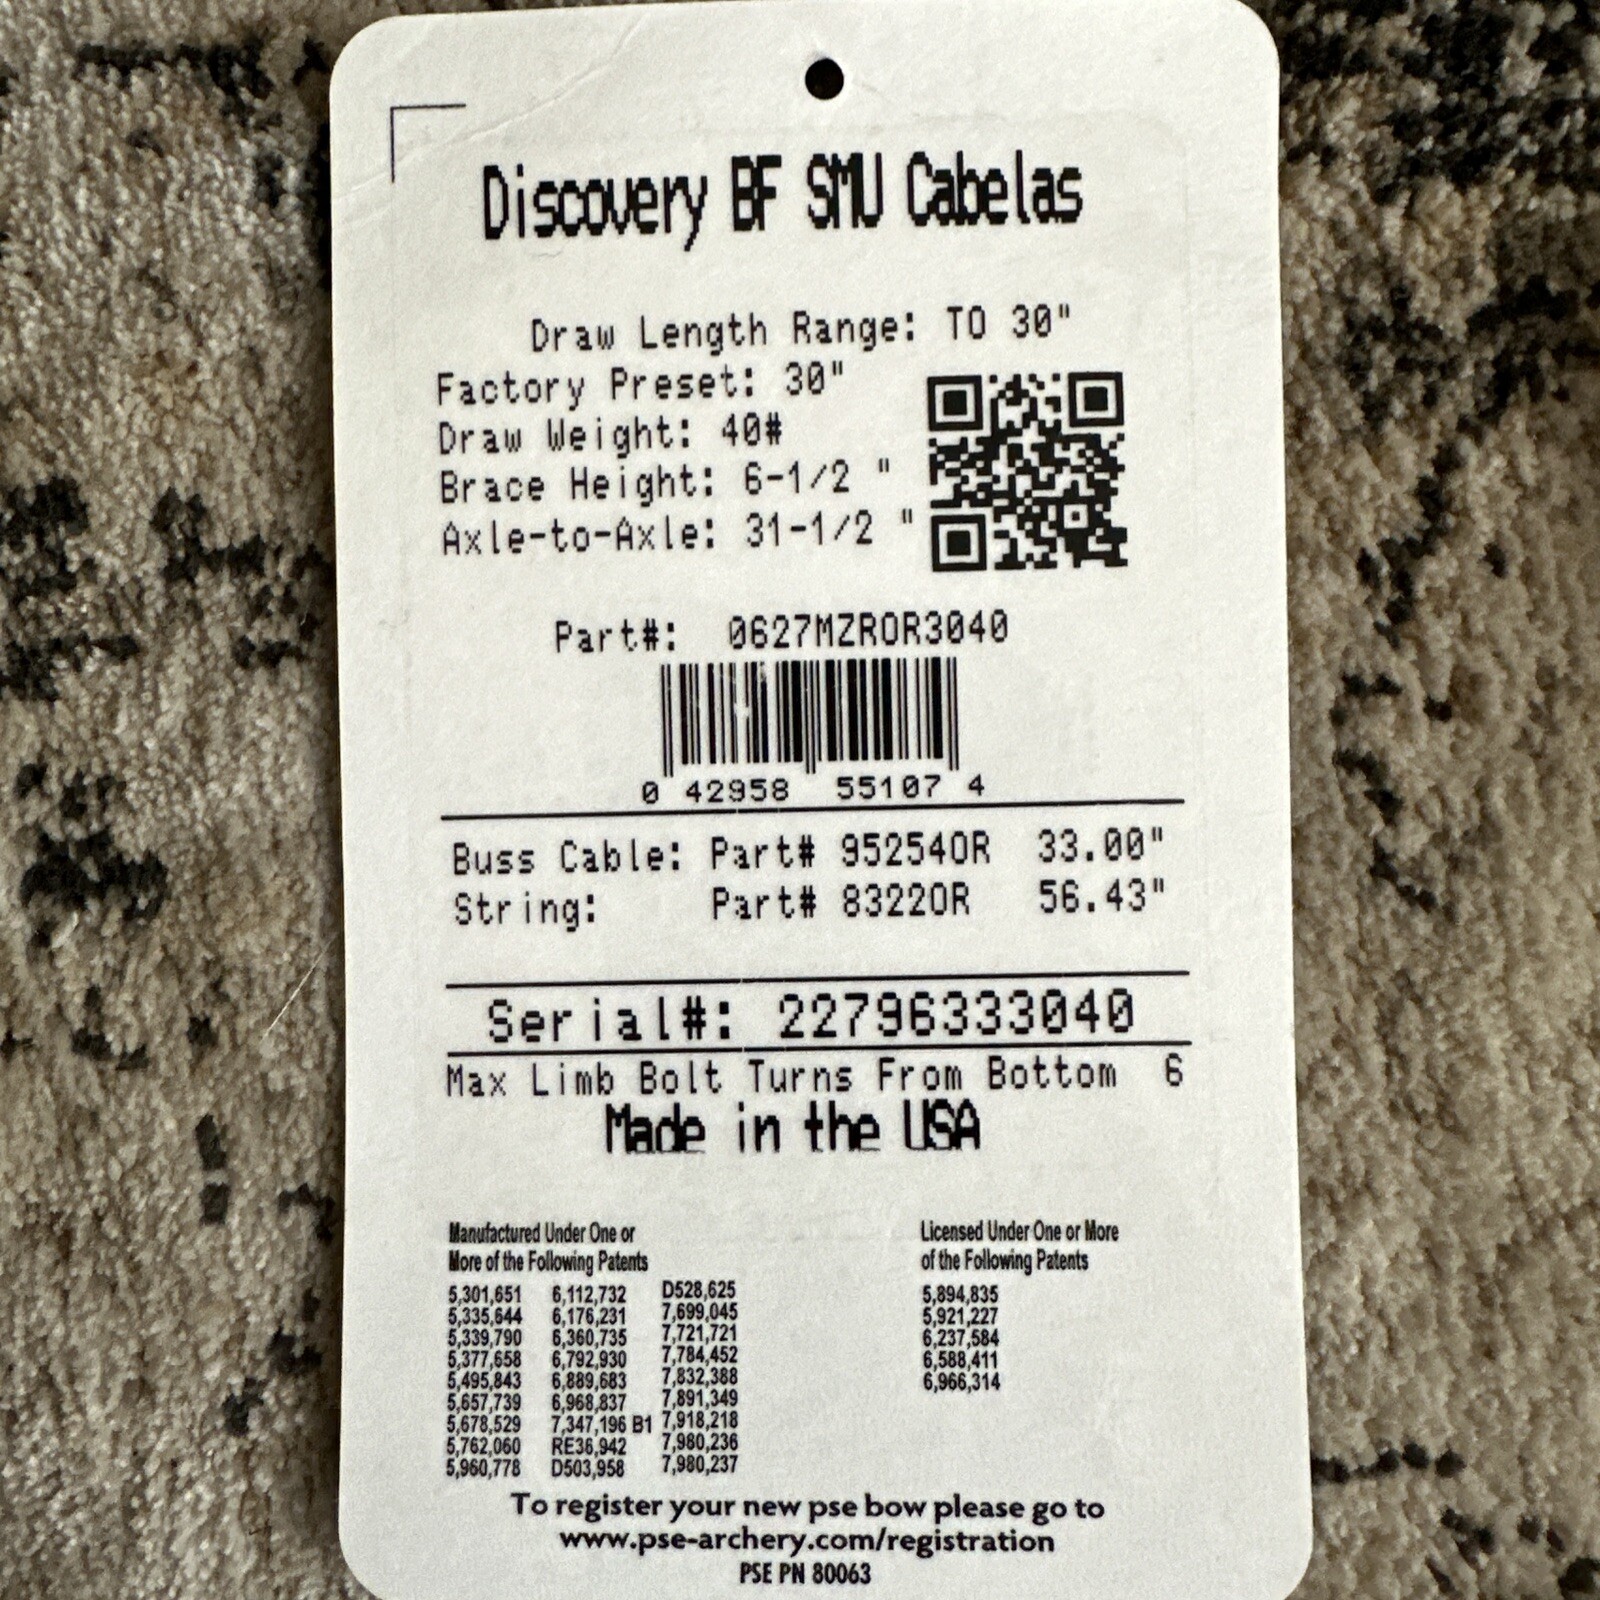 Discovery BF SMU Cabelas
Draw Length Range: TO 30"
Factory Preset: 30"
Draw Weight: 40#
Brace Height: 6-1/2 "
Axle-to-Axle: 31-1/2 "
Part#: 0627MZROR3040
0 42958 55107 4
Buss Cable: Part# 95254OR 33.00"
String: Part# 8322OR 56.43"
Serial#: 22796333040
Max Limb Bolt Turns From Bottom 6
Made in the USA
Manufactured Under One or
More of the Following Patents
5,301,651 6,112,732 D528,625
5,335,644 6,176,231 7,699,045
5,339,790 6,360,735 7,721,721
5,377,658 6,792,930 7,784,452
5,495,843 6,889,683 7,832,388
5,657,739 6,968,837 7,891,349
5,678,529 7,347,196 B1 7,918,218
5,762,060 RE36,942 7,980,236
5,960,778 D503,958 7,980,237
Licensed Under One or More
of the Following Patents
5,894,835
5,921,227
6,237,584
6,588,411
6,966,314
To register your new pse bow please go to
www.pse-archery.com/registration
PSE PN 80063